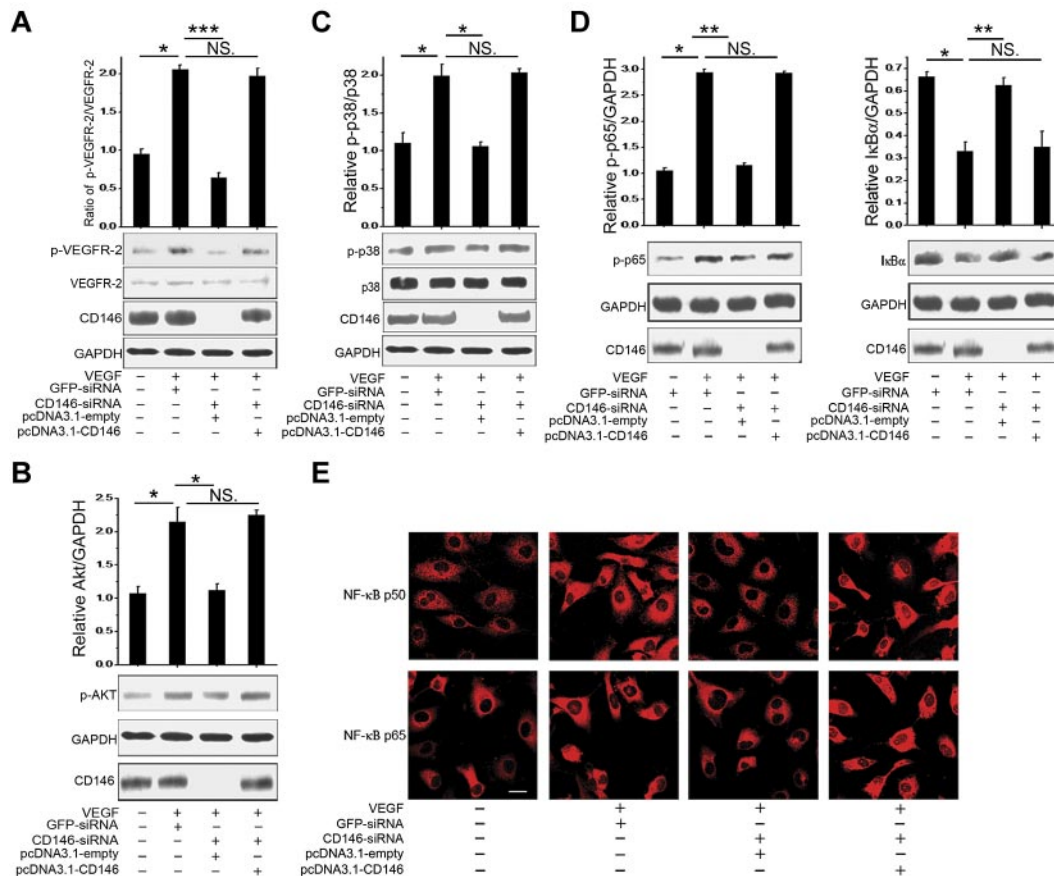 A
***
*
NS.
Ratio of p-VEGFR-2/VEGFR-2
2.0
1.5
1.0
0.5
0.0
p-VEGFR-2
VEGFR-2
CD146
GAPDH
VEGF − + + +
GFP-siRNA − + − −
CD146-siRNA − − + +
pcDNA3.1-empty − − + −
pcDNA3.1-CD146 − − − +
C
*
*
NS.
Relative p-p38/p38
2.0
1.5
1.0
0.5
0.0
p-p38
p38
CD146
GAPDH
VEGF − + + +
GFP-siRNA − + − −
CD146-siRNA − − + +
pcDNA3.1-empty − − + −
pcDNA3.1-CD146 − − − +
D
**
*
NS.
Relative p-p65/GAPDH
3.0
2.5
2.0
1.5
1.0
0.5
0.0
p-p65
GAPDH
CD146
VEGF − + + +
GFP-siRNA + + − −
CD146-siRNA − − + +
pcDNA3.1-empty − − + −
pcDNA3.1-CD146 − − − +
**
*
NS.
Relative IκBα/GAPDH
0.7
0.6
0.4
0.3
0.1
0.0
IκBα
GAPDH
CD146
VEGF − + + +
GFP-siRNA + + − −
CD146-siRNA − − + +
pcDNA3.1-empty − − + −
pcDNA3.1-CD146 − − − +
B
*
*
NS.
Relative Akt/GAPDH
2.5
2.0
1.5
1.0
0.5
0.0
p-AKT
GAPDH
CD146
VEGF − + + +
GFP-siRNA − + − −
CD146-siRNA − − + +
pcDNA3.1-empty − − + −
pcDNA3.1-CD146 − − − +
E
NF-κB p50
NF-κB p65
VEGF − + + +
GFP-siRNA − + − −
CD146-siRNA − − + +
pcDNA3.1-empty − − + −
pcDNA3.1-CD146 − − − +